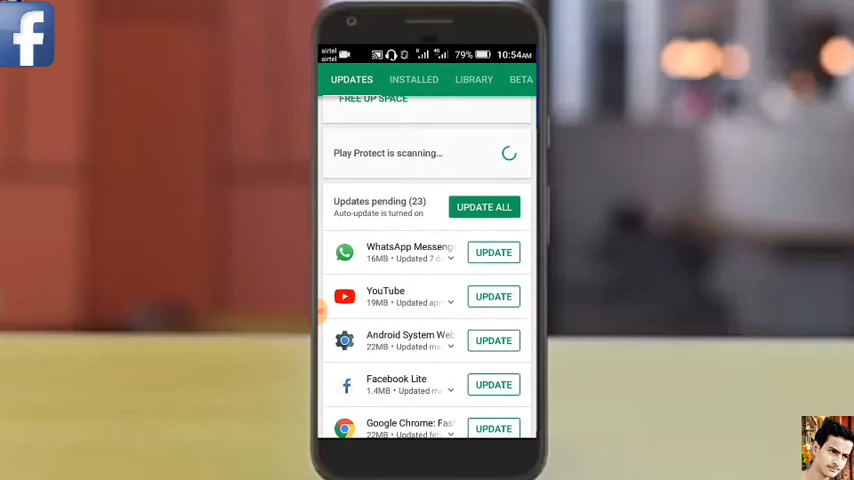 f
airtel
airtel
79%
10:54AM
UPDATES
INSTALLED
LIBRARY
BETA
FREE UP SPACE
Play Protect is scanning...
Updates pending (23)
Auto-update is turned on
UPDATE ALL
WhatsApp Messeng
16MB • Updated 7 d
UPDATE
YouTube
19MB • Updated apr
UPDATE
Android System Web
22MB • Updated ma
UPDATE
Facebook Lite
1.4MB • Updated ma
UPDATE
Google Chrome: Fas
22MB • Updated feb
UPDATE